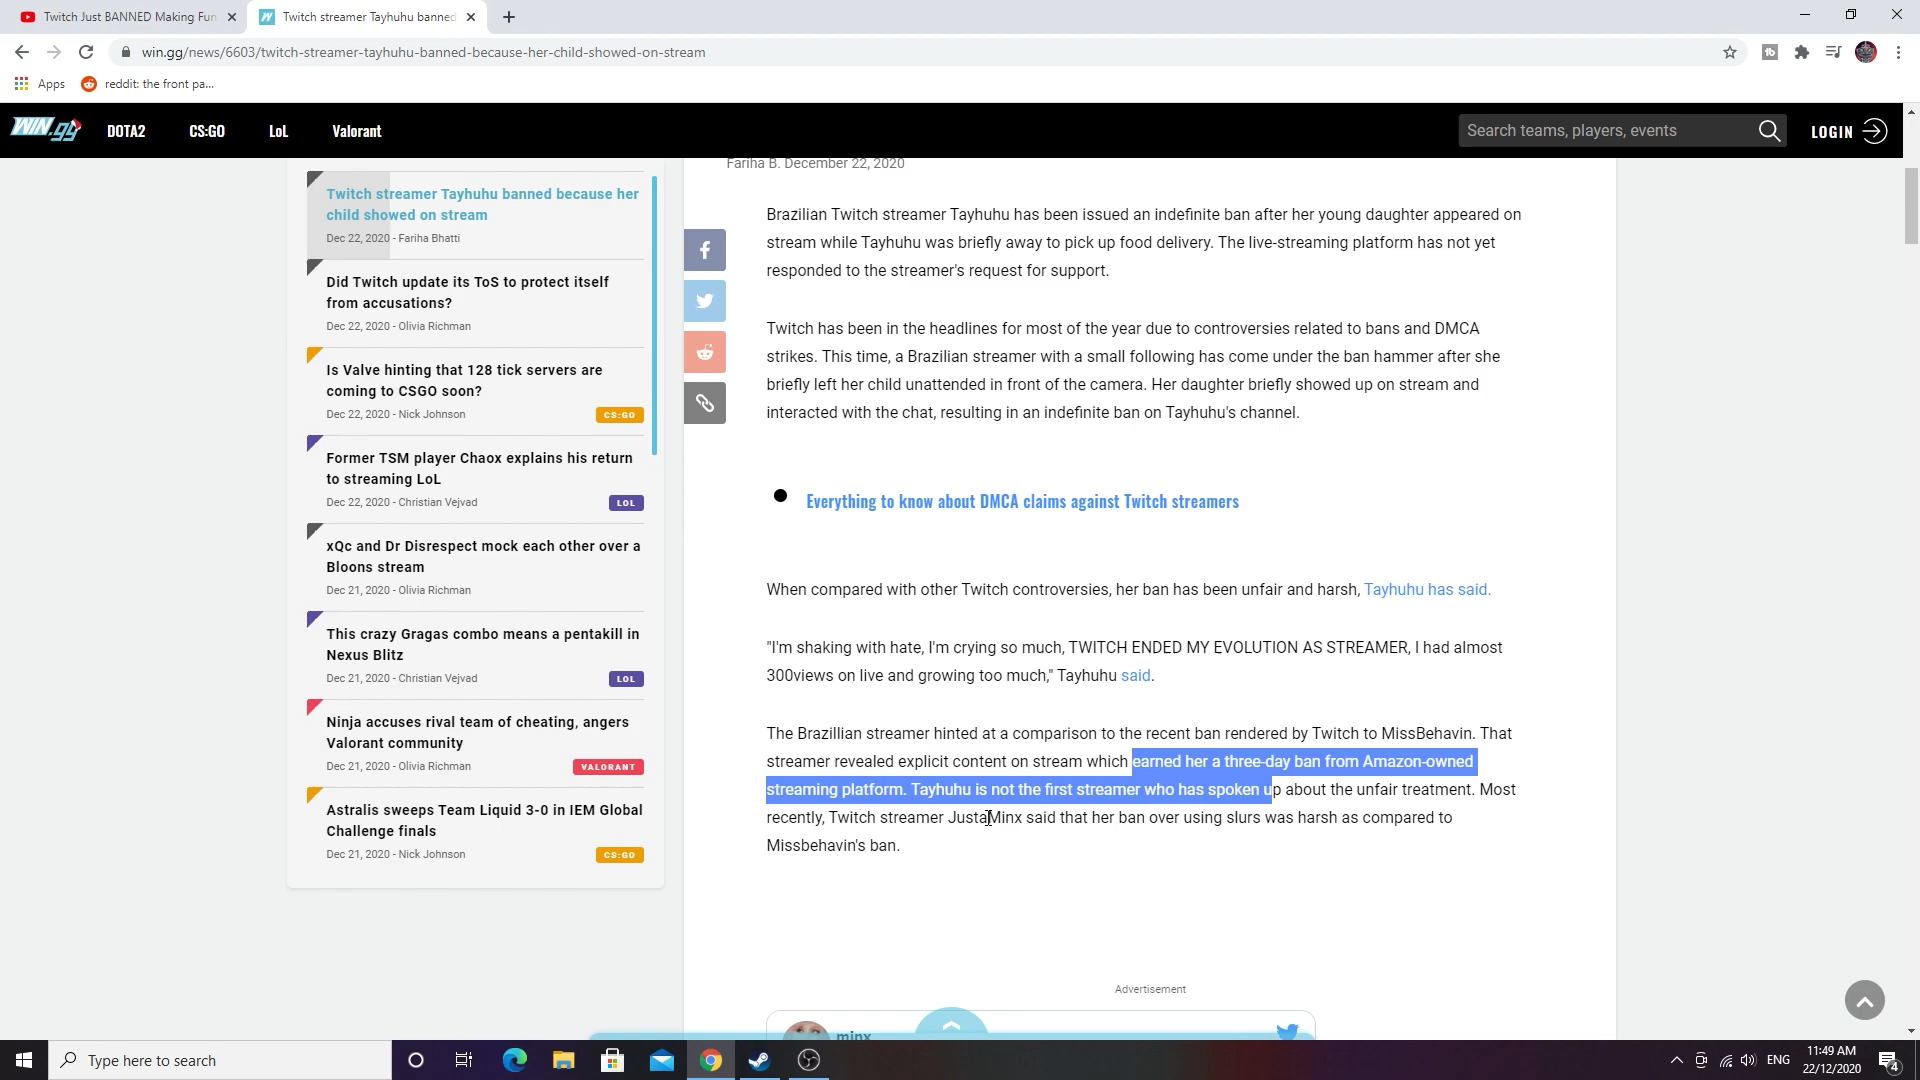 Twitch Just BANNED Making Fun
Twitch streamer Tayhuhu banned
win.gg/news/6603/twitch-streamer-tayhuhu-banned-because-her-child-showed-on-stream
Apps
reddit: the front pa...
WIN.gg
DOTA2
CS:GO
LoL
Valorant
Search teams, players, events
LOGIN
Twitch streamer Tayhuhu banned because her
child showed on stream
Dec 22, 2020 - Fariha Bhatti
Did Twitch update its ToS to protect itself
from accusations?
Dec 22, 2020 - Olivia Richman
Is Valve hinting that 128 tick servers are
coming to CSGO soon?
Dec 22, 2020 - Nick Johnson
CS:GO
Former TSM player Chaox explains his return
to streaming LoL
Dec 22, 2020 - Christian Vejvad
LOL
xQc and Dr Disrespect mock each other over a
Bloons stream
Dec 21, 2020 - Olivia Richman
This crazy Gragas combo means a pentakill in
Nexus Blitz
Dec 21, 2020 - Christian Vejvad
LOL
Ninja accuses rival team of cheating, angers
Valorant community
Dec 21, 2020 - Olivia Richman
VALORANT
Astralis sweeps Team Liquid 3-0 in IEM Global
Challenge finals
Dec 21, 2020 - Nick Johnson
CS:GO
Fariha B. December 22, 2020
Brazilian Twitch streamer Tayhuhu has been issued an indefinite ban after her young daughter appeared on
stream while Tayhuhu was briefly away to pick up food delivery. The live-streaming platform has not yet
responded to the streamer's request for support.
Twitch has been in the headlines for most of the year due to controversies related to bans and DMCA
strikes. This time, a Brazilian streamer with a small following has come under the ban hammer after she
briefly left her child unattended in front of the camera. Her daughter briefly showed up on stream and
interacted with the chat, resulting in an indefinite ban on Tayhuhu's channel.
Everything to know about DMCA claims against Twitch streamers
When compared with other Twitch controversies, her ban has been unfair and harsh, Tayhuhu has said.
"I'm shaking with hate, I'm crying so much, TWITCH ENDED MY EVOLUTION AS STREAMER, I had almost
300views on live and growing too much," Tayhuhu said.
The Brazillian streamer hinted at a comparison to the recent ban rendered by Twitch to MissBehavin. That
streamer revealed explicit content on stream which earned her a three-day ban from Amazon-owned
streaming platform. Tayhuhu is not the first streamer who has spoken up about the unfair treatment. Most
recently, Twitch streamer JustaMinx said that her ban over using slurs was harsh as compared to
Missbehavin's ban.
Advertisement
minx
Type here to search
ENG
11:49 AM
22/12/2020
4